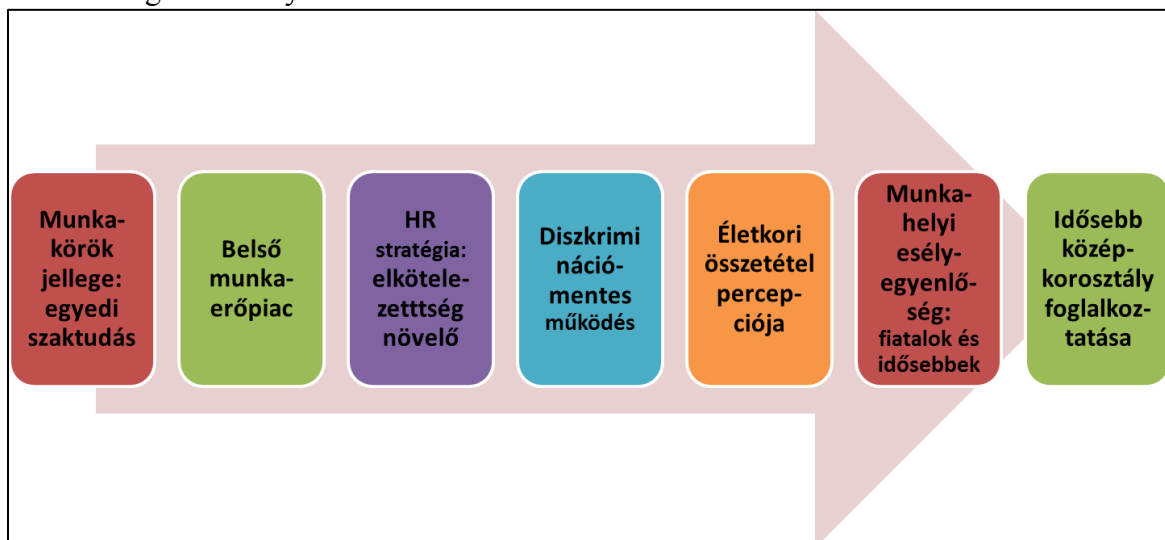 Munka-
körök
jellege:
egyedi
szaktudás
Belső
munka-
erőpiac
HR
stratégia:
elkötele-
zetttség
növelő
Diszkrimi
náció-
mentes
működés
Életkori
összetétel
percep-
ciója
Munka-
helyi
esély-
egyenlő-
ség:
fiatalok és
idősebbek
Idősebb
közép-
korosztály
foglalkoz-
tatása